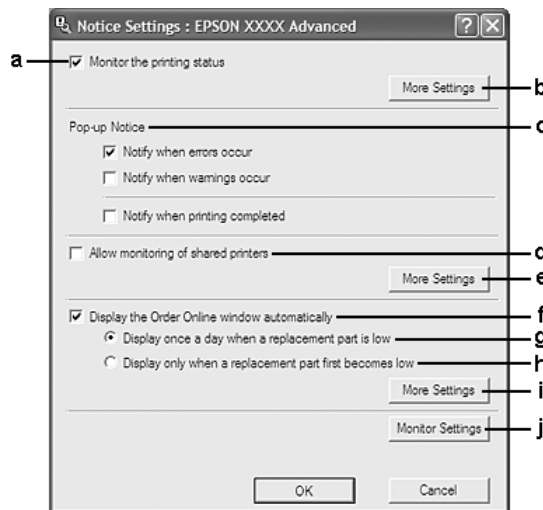 Notice Settings : EPSON XXXX Advanced
a Monitor the printing status
More Settings b
Pop-up Notice c
Notify when errors occur
Notify when warnings occur
Notify when printing completed
Allow monitoring of shared printers d
More Settings e
Display the Order Online window automatically f
Display once a day when a replacement part is low g
Display only when a replacement part first becomes low h
More Settings i
Monitor Settings j
OK Cancel